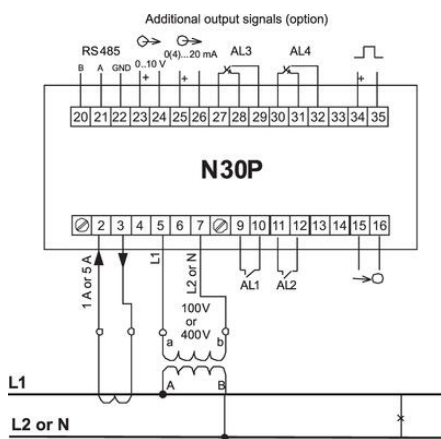 Additional output signals (option)
RS485
0(4)...20 mA
AL3
AL4
B A GND 0..10 V
+ + +
20 21 22 23 24 25 26 27 28 29 30 31 32 33 34 35
N30P
2 3 4 5 6 7 9 10 11 12 13 14 15 16
1 A or 5 A
L1
L2 or N
AL1
AL2
100V
or
400V
a b
A B
L1
L2 or N